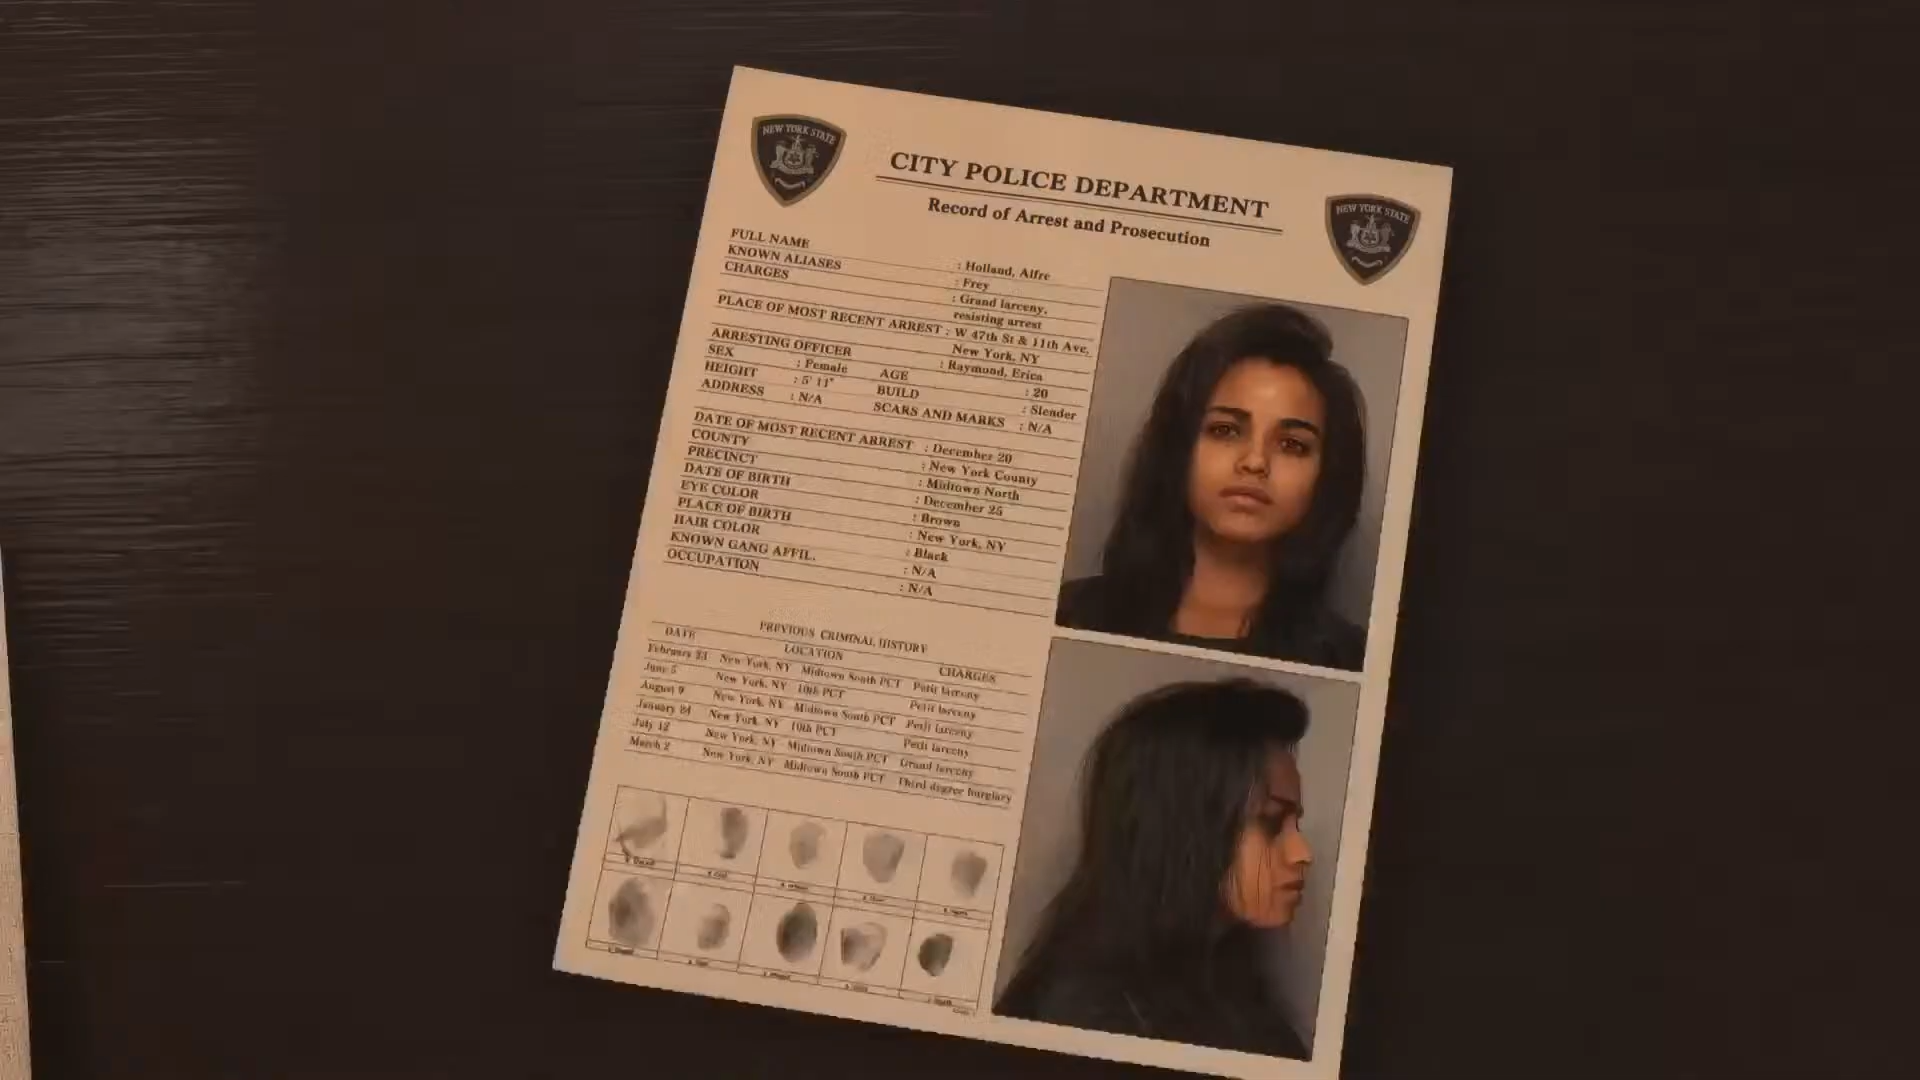 NEW YORK STATE
CITY POLICE DEPARTMENT
Record of Arrest and Prosecution
NEW YORK STATE
FULL NAME : Holland, Alfre
KNOWN ALIASES : Frey
CHARGES : Grand larceny,
resisting arrest
PLACE OF MOST RECENT ARREST : W 47th St & 11th Ave,
New York, NY
ARRESTING OFFICER : Raymond, Erica
SEX : Female AGE : 20
HEIGHT : 5' 11" BUILD : Slender
ADDRESS : N/A SCARS AND MARKS : N/A
DATE OF MOST RECENT ARREST : December 20
COUNTY : New York County
PRECINCT : Midtown North
DATE OF BIRTH : December 25
EYE COLOR : Brown
PLACE OF BIRTH : New York, NY
HAIR COLOR : Black
KNOWN GANG AFFIL. : N/A
OCCUPATION : N/A
PREVIOUS CRIMINAL HISTORY
DATE LOCATION CHARGES
February 23 New York, NY Midtown South PCT Petit larceny
June 5 New York, NY 10th PCT Petit larceny
August 9 New York, NY Midtown South PCT Petit larceny
January 24 New York, NY 10th PCT Petit larceny
July 12 New York, NY Midtown South PCT Grand larceny
March 2 New York, NY Midtown South PCT Third degree burglary